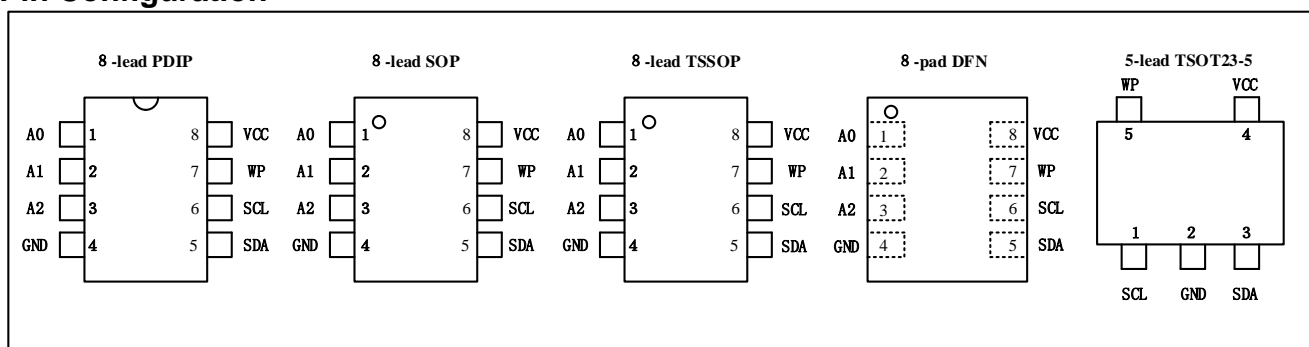 Pin Configuration
8 -lead PDIP
A0 1 8 VCC
A1 2 7 WP
A2 3 6 SCL
GND 4 5 SDA
8 -lead SOP
A0 1 8 VCC
A1 2 7 WP
A2 3 6 SCL
GND 4 5 SDA
8 -lead TSSOP
A0 1 8 VCC
A1 2 7 WP
A2 3 6 SCL
GND 4 5 SDA
8 -pad DFN
A0 1 8 VCC
A1 2 7 WP
A2 3 6 SCL
GND 4 5 SDA
5-lead TSOT23-5
WP VCC
5 4
1 2 3
SCL GND SDA